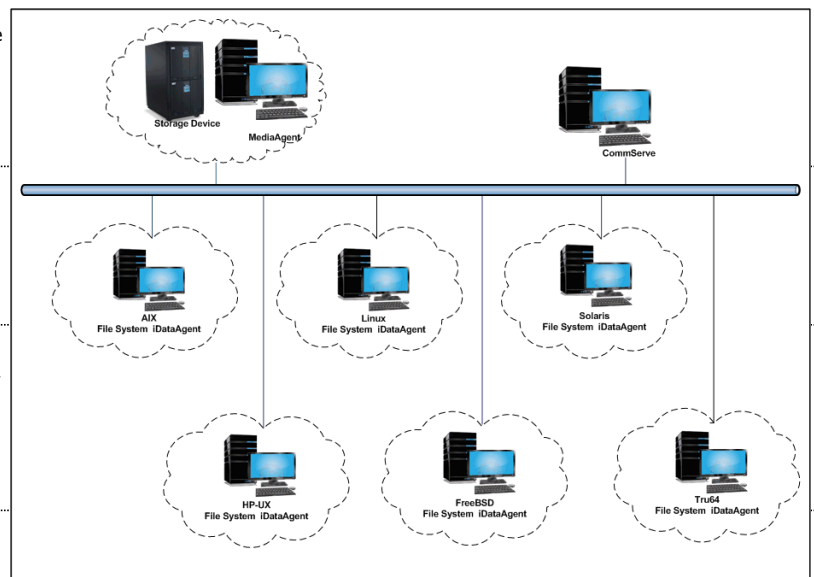 e
Storage Device
MediaAgent
CommServe
AIX
File System iDataAgent
Linux
File System iDataAgent
Solaris
File System iDataAgent
HP-UX
File System iDataAgent
FreeBSD
File System iDataAgent
Tru64
File System iDataAgent